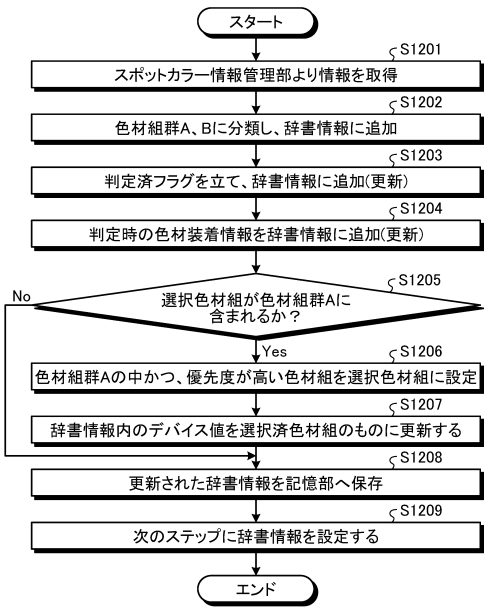 スタート
S1201
スポットカラー情報管理部より情報を取得
S1202
色材組群A、Bに分類し、辞書情報に追加
S1203
判定済フラグを立て、辞書情報に追加(更新)
S1204
判定時の色材装着情報を辞書情報に追加(更新)
S1205
選択色材組が色材組群Aに
含まれるか？
No
Yes
S1206
色材組群Aの中かつ、優先度が高い色材組を選択色材組に設定
S1207
辞書情報内のデバイス値を選択済色材組のものに更新する
S1208
更新された辞書情報を記憶部へ保存
S1209
次のステップに辞書情報を設定する
エンド